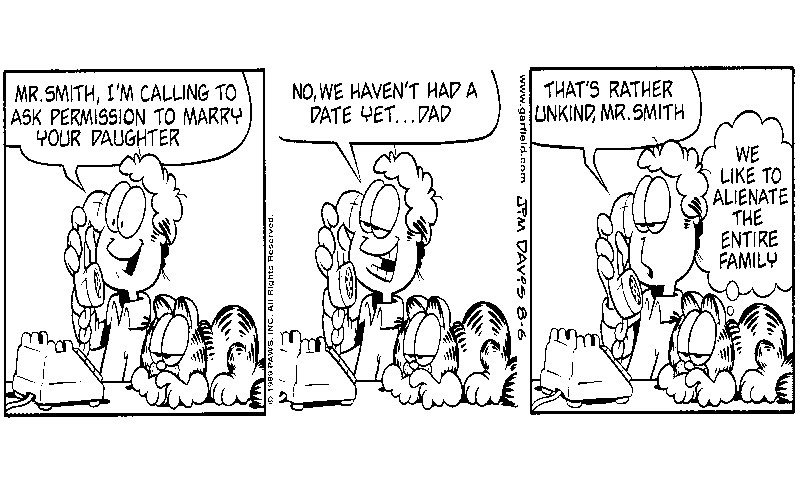 MR. SMITH, I'M CALLING TO
ASK PERMISSION TO MARRY
YOUR DAUGHTER
© 1989 PAWS, INC. All Rights Reserved.
NO, WE HAVEN'T HAD A
DATE YET...DAD
www.garfield.com
JIM DAVIS 8-6
THAT'S RATHER
UNKIND, MR. SMITH
WE
LIKE TO
ALIENATE
THE
ENTIRE
FAMILY